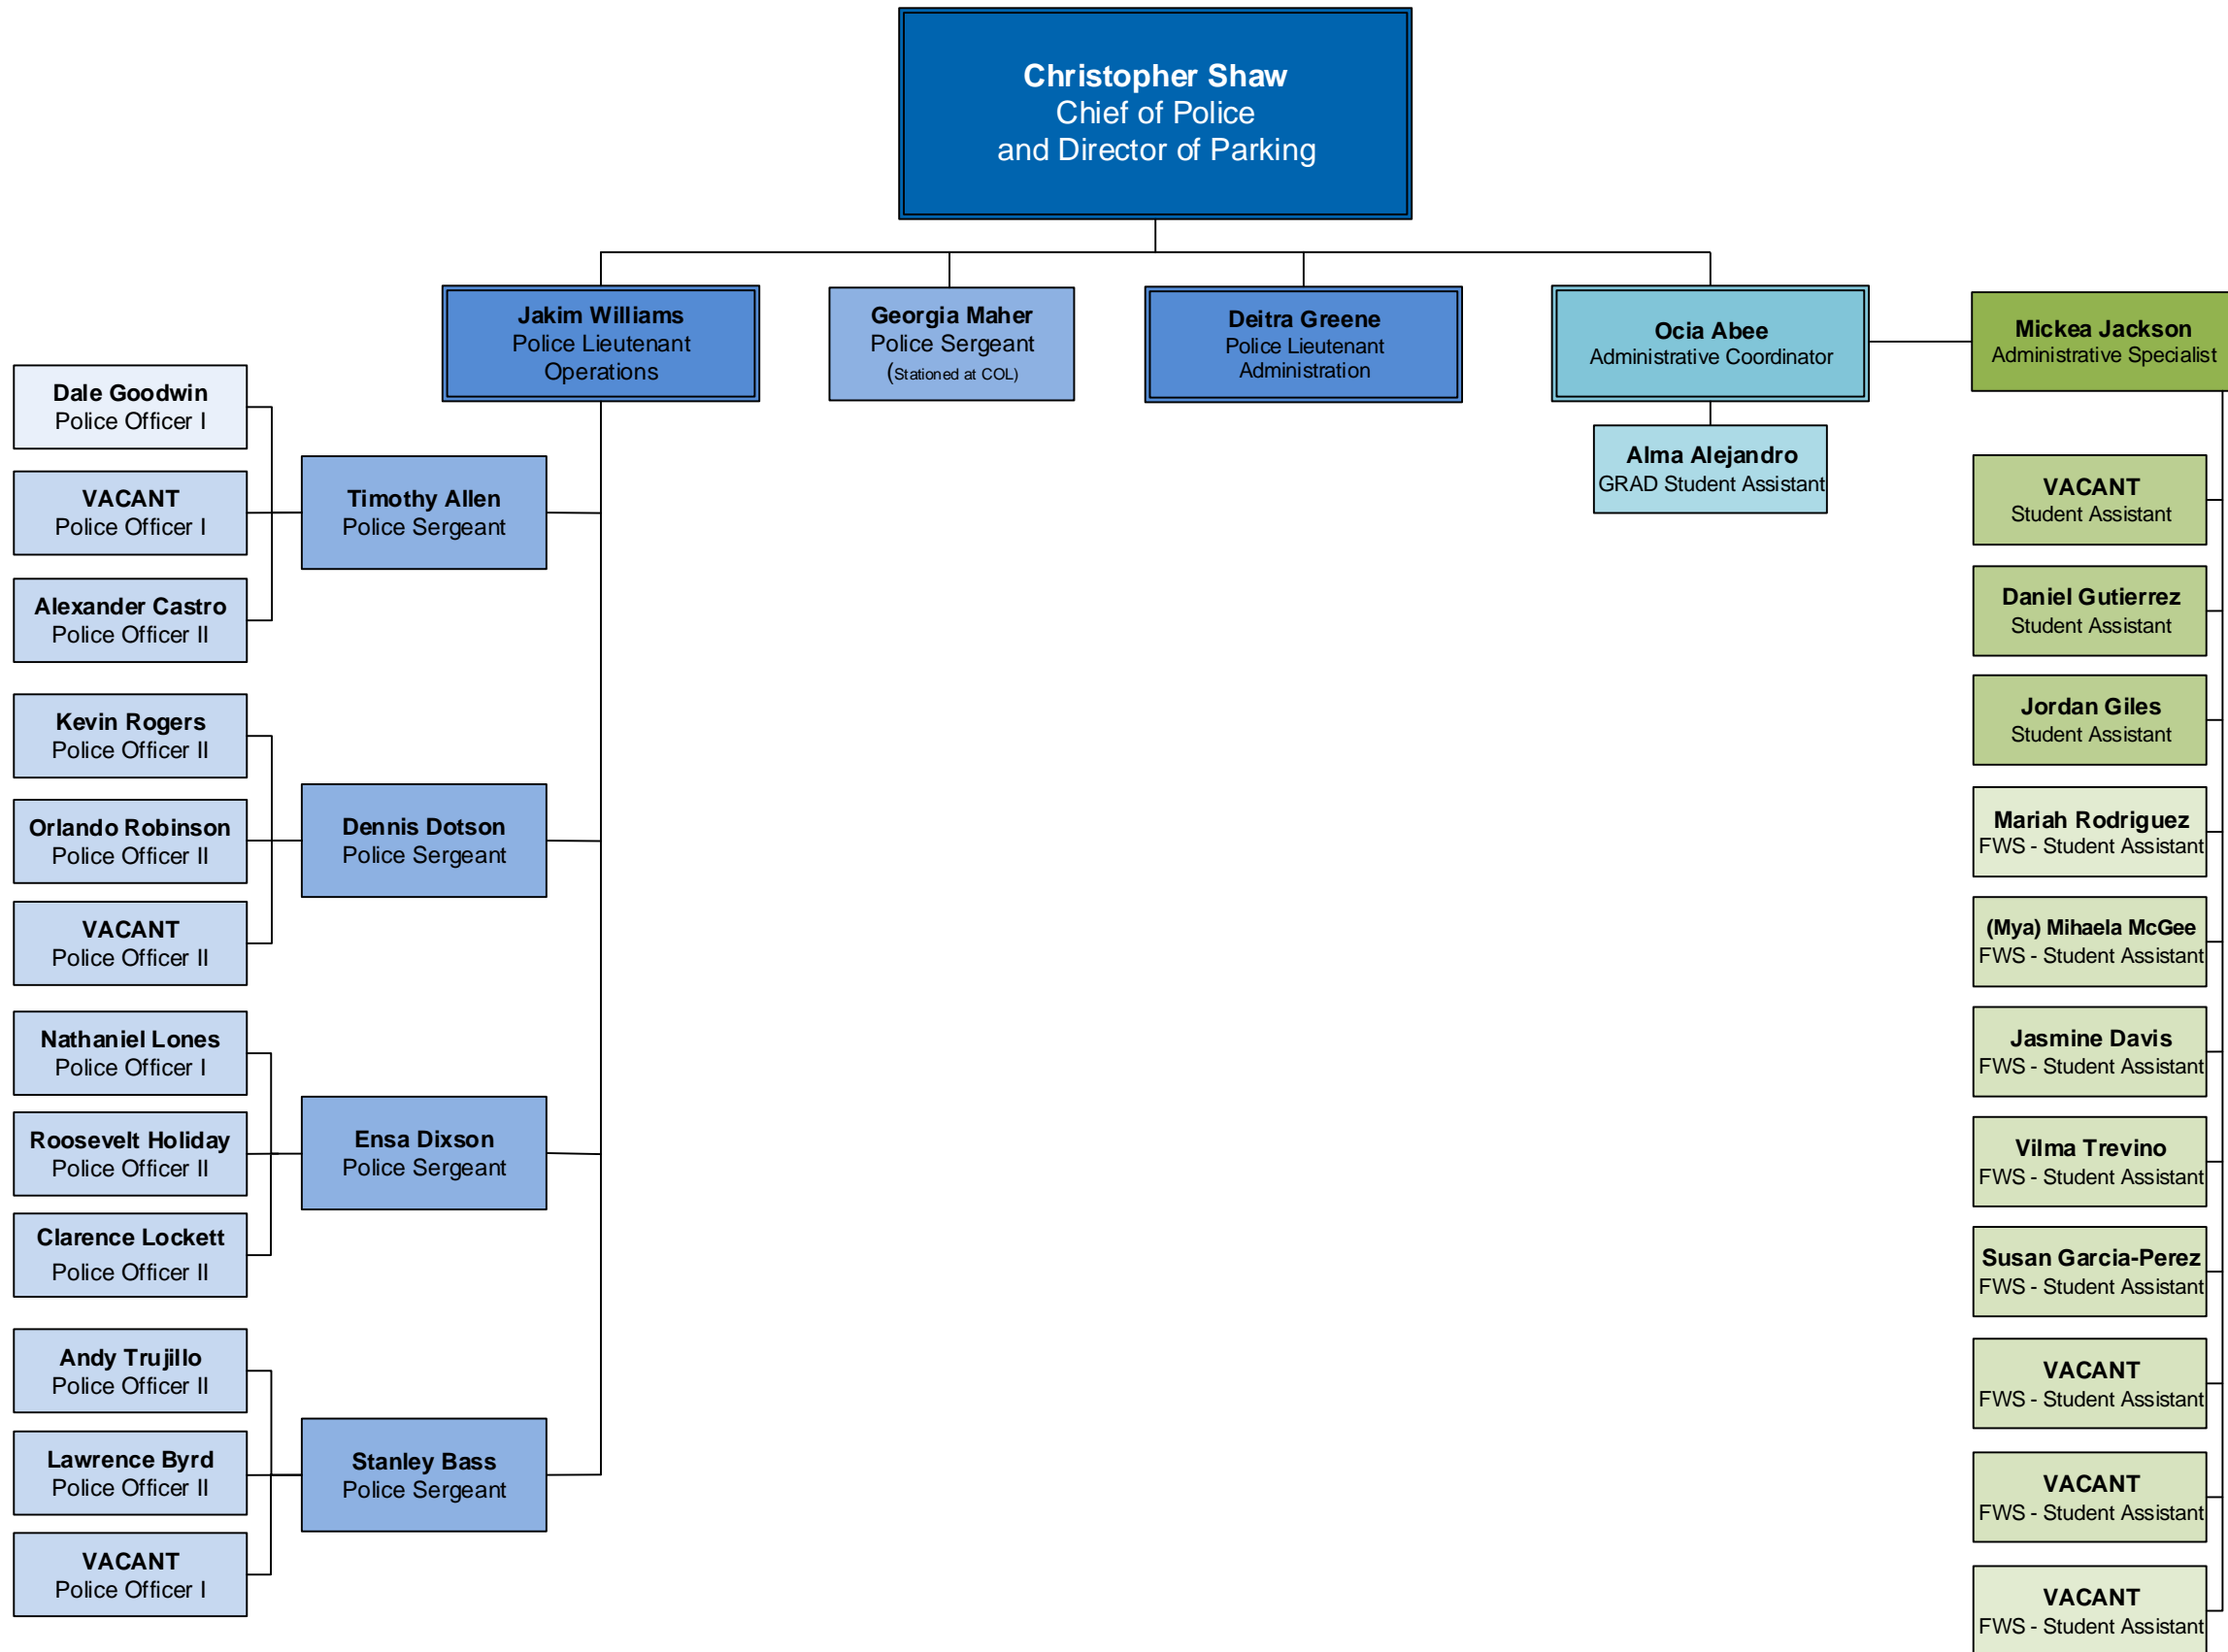 Christopher Shaw
Chief of Police
and Director of Parking
Jakim Williams
Police Lieutenant
Operations
Georgia Maher
Police Sergeant
(Stationed at COL)
Deitra Greene
Police Lieutenant
Administration
Ocia Abee
Administrative Coordinator
Mickea Jackson
Administrative Specialist
Alma Alejandro
GRAD Student Assistant
Dale Goodwin
Police Officer I
VACANT
Police Officer I
Alexander Castro
Police Officer II
Timothy Allen
Police Sergeant
Kevin Rogers
Police Officer II
Orlando Robinson
Police Officer II
VACANT
Police Officer II
Dennis Dotson
Police Sergeant
Nathaniel Lones
Police Officer I
Roosevelt Holiday
Police Officer II
Clarence Lockett
Police Officer II
Ensa Dixson
Police Sergeant
Andy Trujillo
Police Officer II
Lawrence Byrd
Police Officer II
VACANT
Police Officer I
Stanley Bass
Police Sergeant
VACANT
Student Assistant
Daniel Gutierrez
Student Assistant
Jordan Giles
Student Assistant
Mariah Rodriguez
FWS - Student Assistant
(Mya) Mihaela McGee
FWS - Student Assistant
Jasmine Davis
FWS - Student Assistant
Vilma Trevino
FWS - Student Assistant
Susan Garcia-Perez
FWS - Student Assistant
VACANT
FWS - Student Assistant
VACANT
FWS - Student Assistant
VACANT
FWS - Student Assistant